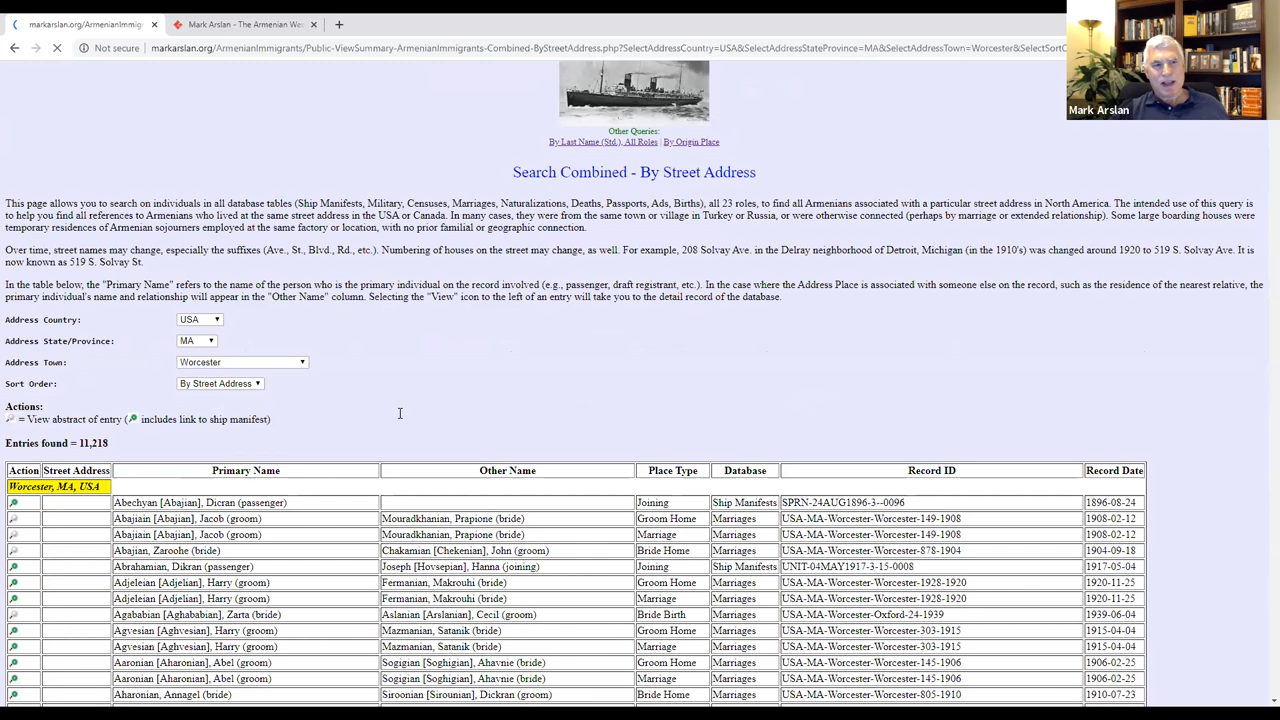 markarslan.org/ArmenianImmig
Mark Arslan - The Armenian Wee
Not secure
markarslan.org/ArmenianImmigrants/Public-ViewSummary-ArmenianImmigrants-Combined-ByStreetAddress.php?SelectAddressCountry=USA&SelectAddressStateProvince=MA&SelectAddressTown=Worcester&SelectSortC
Mark Arslan
Other Queries:
By Last Name (Std.), All Roles | By Origin Place
Search Combined - By Street Address
This page allows you to search on individuals in all database tables (Ship Manifests, Military, Censuses, Marriages, Naturalizations, Deaths, Passports, Ads, Births), all 23 roles, to find all Armenians associated with a particular street address in North America. The intended use of this query is
to help you find all references to Armenians who lived at the same street address in the USA or Canada. In many cases, they were from the same town or village in Turkey or Russia, or were otherwise connected (perhaps by marriage or extended relationship). Some large boarding houses were
temporary residences of Armenian sojourners employed at the same factory or location, with no prior familial or geographic connection.
Over time, street names may change, especially the suffixes (Ave., St., Blvd., Rd., etc.). Numbering of houses on the street may change, as well. For example, 208 Solvay Ave. in the Delray neighborhood of Detroit, Michigan (in the 1910's) was changed around 1920 to 519 S. Solvay Ave. It is
now known as 519 S. Solvay St.
In the table below, the "Primary Name" refers to the name of the person who is the primary individual on the record involved (e.g., passenger, draft registrant, etc.). In the case where the Address Place is associated with someone else on the record, such as the residence of the nearest relative, the
primary individual's name and relationship will appear in the "Other Name" column. Selecting the "View" icon to the left of an entry will take you to the detail record of the database.
Address Country: USA
Address State/Province: MA
Address Town: Worcester
Sort Order: By Street Address
Actions:
= View abstract of entry ( includes link to ship manifest)
Entries found = 11,218
Action Street Address Primary Name Other Name Place Type Database Record ID Record Date
Worcester, MA, USA
Abechyan [Abajian], Dicran (passenger) Joining Ship Manifests SPRN-24AUG1896-3--0096 1896-08-24
Abajiain [Abajian], Jacob (groom) Mouradkhanian, Prapione (bride) Groom Home Marriages USA-MA-Worcester-Worcester-149-1908 1908-02-12
Abajiain [Abajian], Jacob (groom) Mouradkhanian, Prapione (bride) Marriage Marriages USA-MA-Worcester-Worcester-149-1908 1908-02-12
Abajian, Zaroohe (bride) Chakamian [Chekenian], John (groom) Bride Home Marriages USA-MA-Worcester-Worcester-878-1904 1904-09-18
Abrahamian, Dikran (passenger) Joseph [Hovsepian], Hanna (joining) Joining Ship Manifests UNIT-04MAY1917-3-15-0008 1917-05-04
Adjeleian [Adjelian], Harry (groom) Fermanian, Makrouhi (bride) Groom Home Marriages USA-MA-Worcester-Worcester-1928-1920 1920-11-25
Adjeleian [Adjelian], Harry (groom) Fermanian, Makrouhi (bride) Marriage Marriages USA-MA-Worcester-Worcester-1928-1920 1920-11-25
Agababian [Aghababian], Zarta (bride) Aslanian [Arslanian], Cecil (groom) Bride Birth Marriages USA-MA-Worcester-Oxford-24-1939 1939-06-04
Agvesian [Aghvesian], Harry (groom) Mazmanian, Satanik (bride) Groom Home Marriages USA-MA-Worcester-Worcester-303-1915 1915-04-04
Agvesian [Aghvesian], Harry (groom) Mazmanian, Satanik (bride) Marriage Marriages USA-MA-Worcester-Worcester-303-1915 1915-04-04
Aaronian [Aharonian], Abel (groom) Sogigian [Soghigian], Ahavnie (bride) Groom Home Marriages USA-MA-Worcester-Worcester-145-1906 1906-02-25
Aaronian [Aharonian], Abel (groom) Sogigian [Soghigian], Ahavnie (bride) Marriage Marriages USA-MA-Worcester-Worcester-145-1906 1906-02-25
Aharonian, Annagel (bride) Siroonian [Sirounian], Dickran (groom) Bride Home Marriages USA-MA-Worcester-Worcester-805-1910 1910-07-23